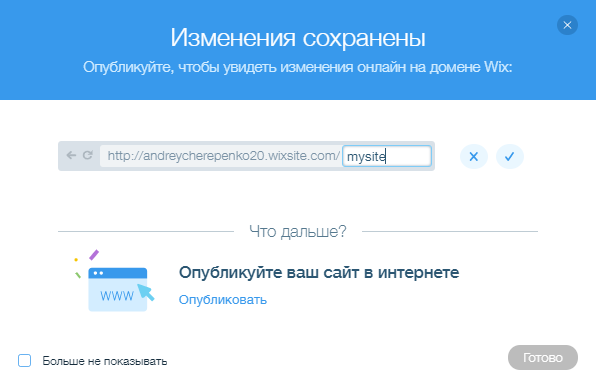 Изменения сохранены
Опубликуйте, чтобы увидеть изменения онлайн на домене Wix:
http://andreycherepenko20.wixsite.com/ mysite
Что дальше?
WWW
Опубликуйте ваш сайт в интернете
Опубликовать
Больше не показывать
Готово